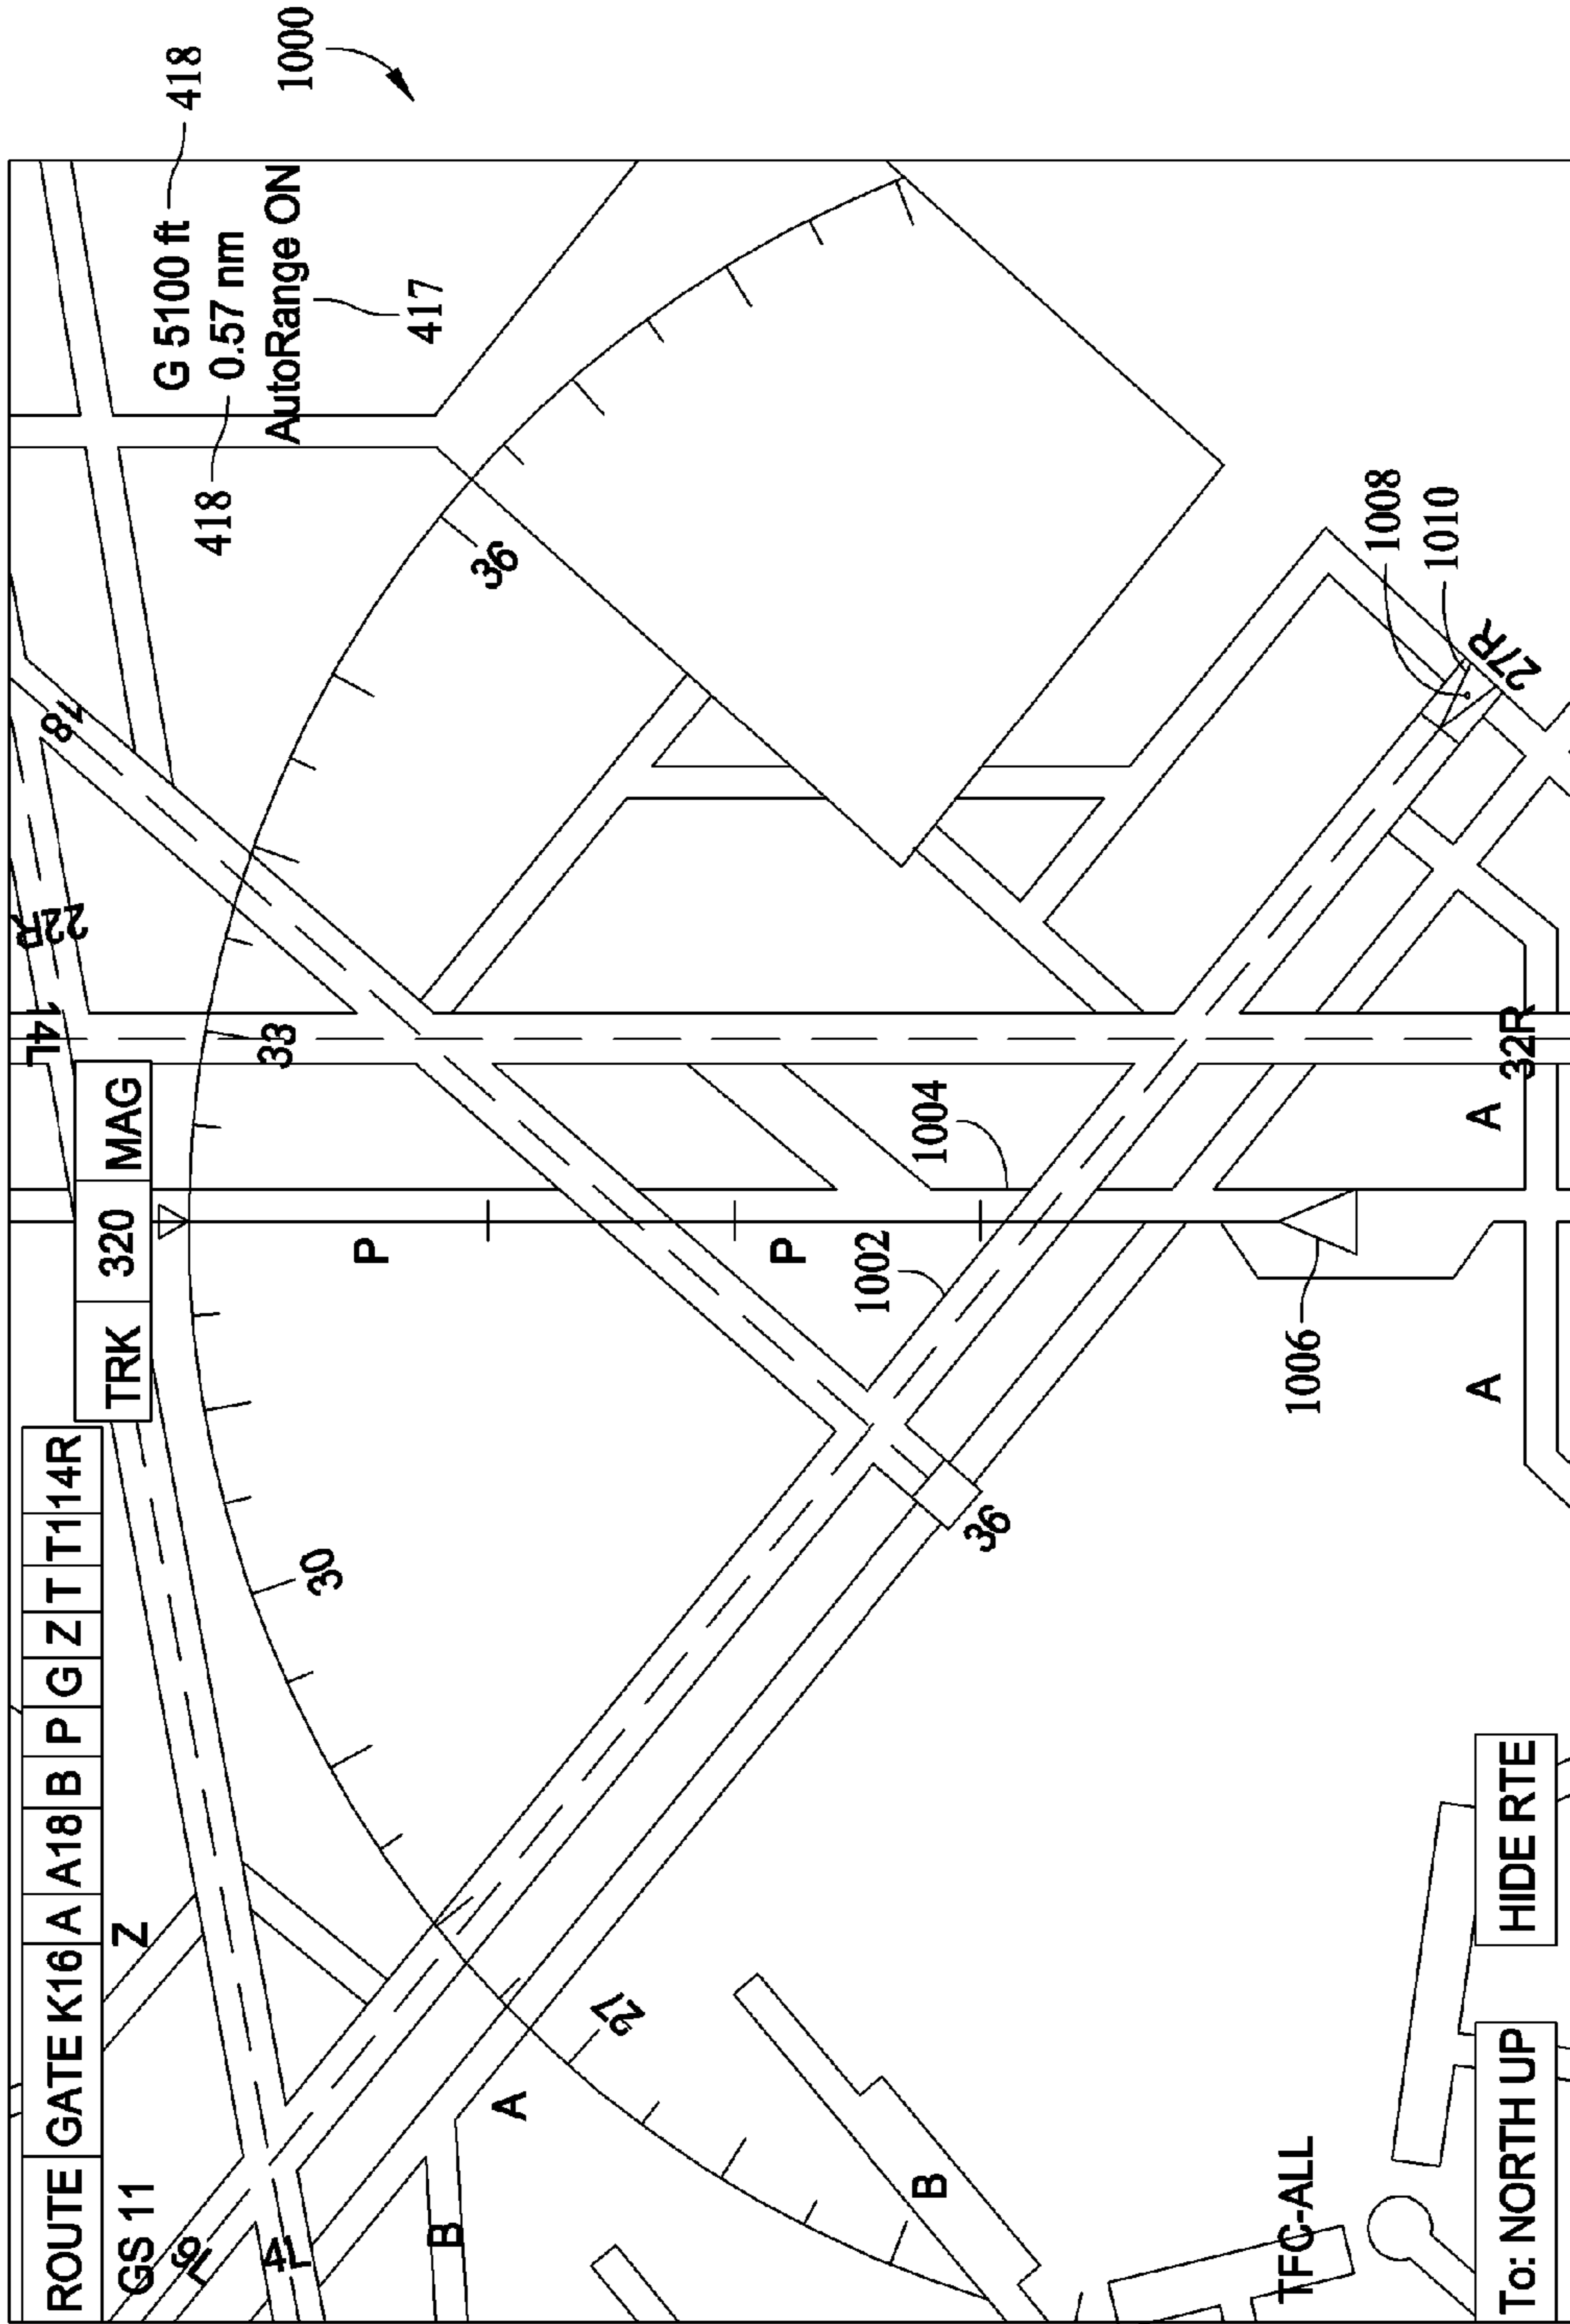 ROUTE GATE K16 A A18 B P G Z T T1 14R
14L
22R
18
TRK 320 MAG
GS 11
Z
G 5100 ft
418
9L
418
0.57 nm
4L
33
AutoRange ON
1000
30
P
417
B
A
36
27
P
1002
B
1004
36
TFC-ALL
1006
1008
1010
A
A
27R
To: NORTH UP
HIDE RTE
32R